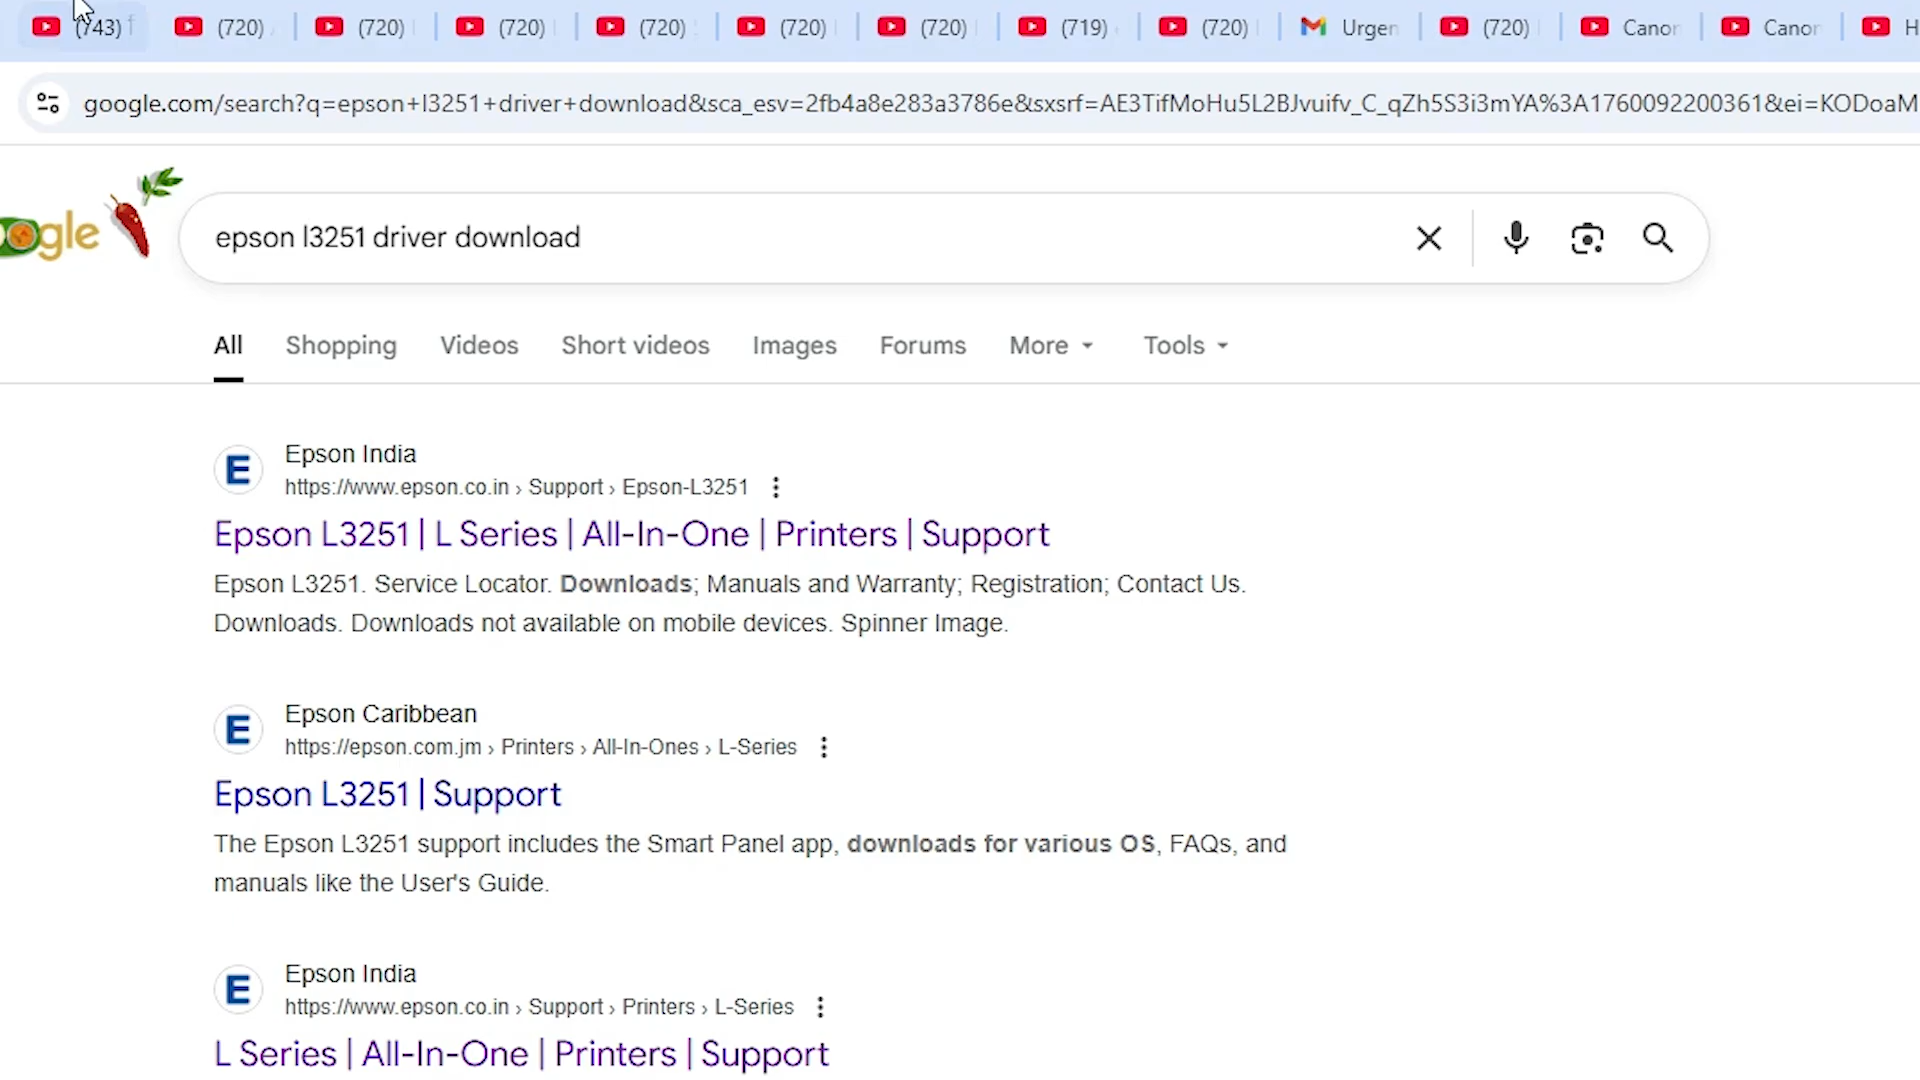 (743) (720) (720) (720) (720) (720) (720) (719) (720) Urgen (720) Canon Canon H
google.com/search?q=epson+l3251+driver+download&sca_esv=2fb4a8e283a3786e&sxsrf=AE3TifMoHu5L2BJvuifv_C_qZh5S3i3mYA%3A1760092200361&ei=KODoaM
ogle
epson l3251 driver download
All Shopping Videos Short videos Images Forums More Tools
Epson India
https://www.epson.co.in › Support › Epson-L3251
Epson L3251 | L Series | All-In-One | Printers | Support
Epson L3251. Service Locator. Downloads; Manuals and Warranty; Registration; Contact Us.
Downloads. Downloads not available on mobile devices. Spinner Image.
Epson Caribbean
https://epson.com.jm › Printers › All-In-Ones › L-Series
Epson L3251 | Support
The Epson L3251 support includes the Smart Panel app, downloads for various OS, FAQs, and
manuals like the User's Guide.
Epson India
https://www.epson.co.in › Support › Printers › L-Series
L Series | All-In-One | Printers | Support